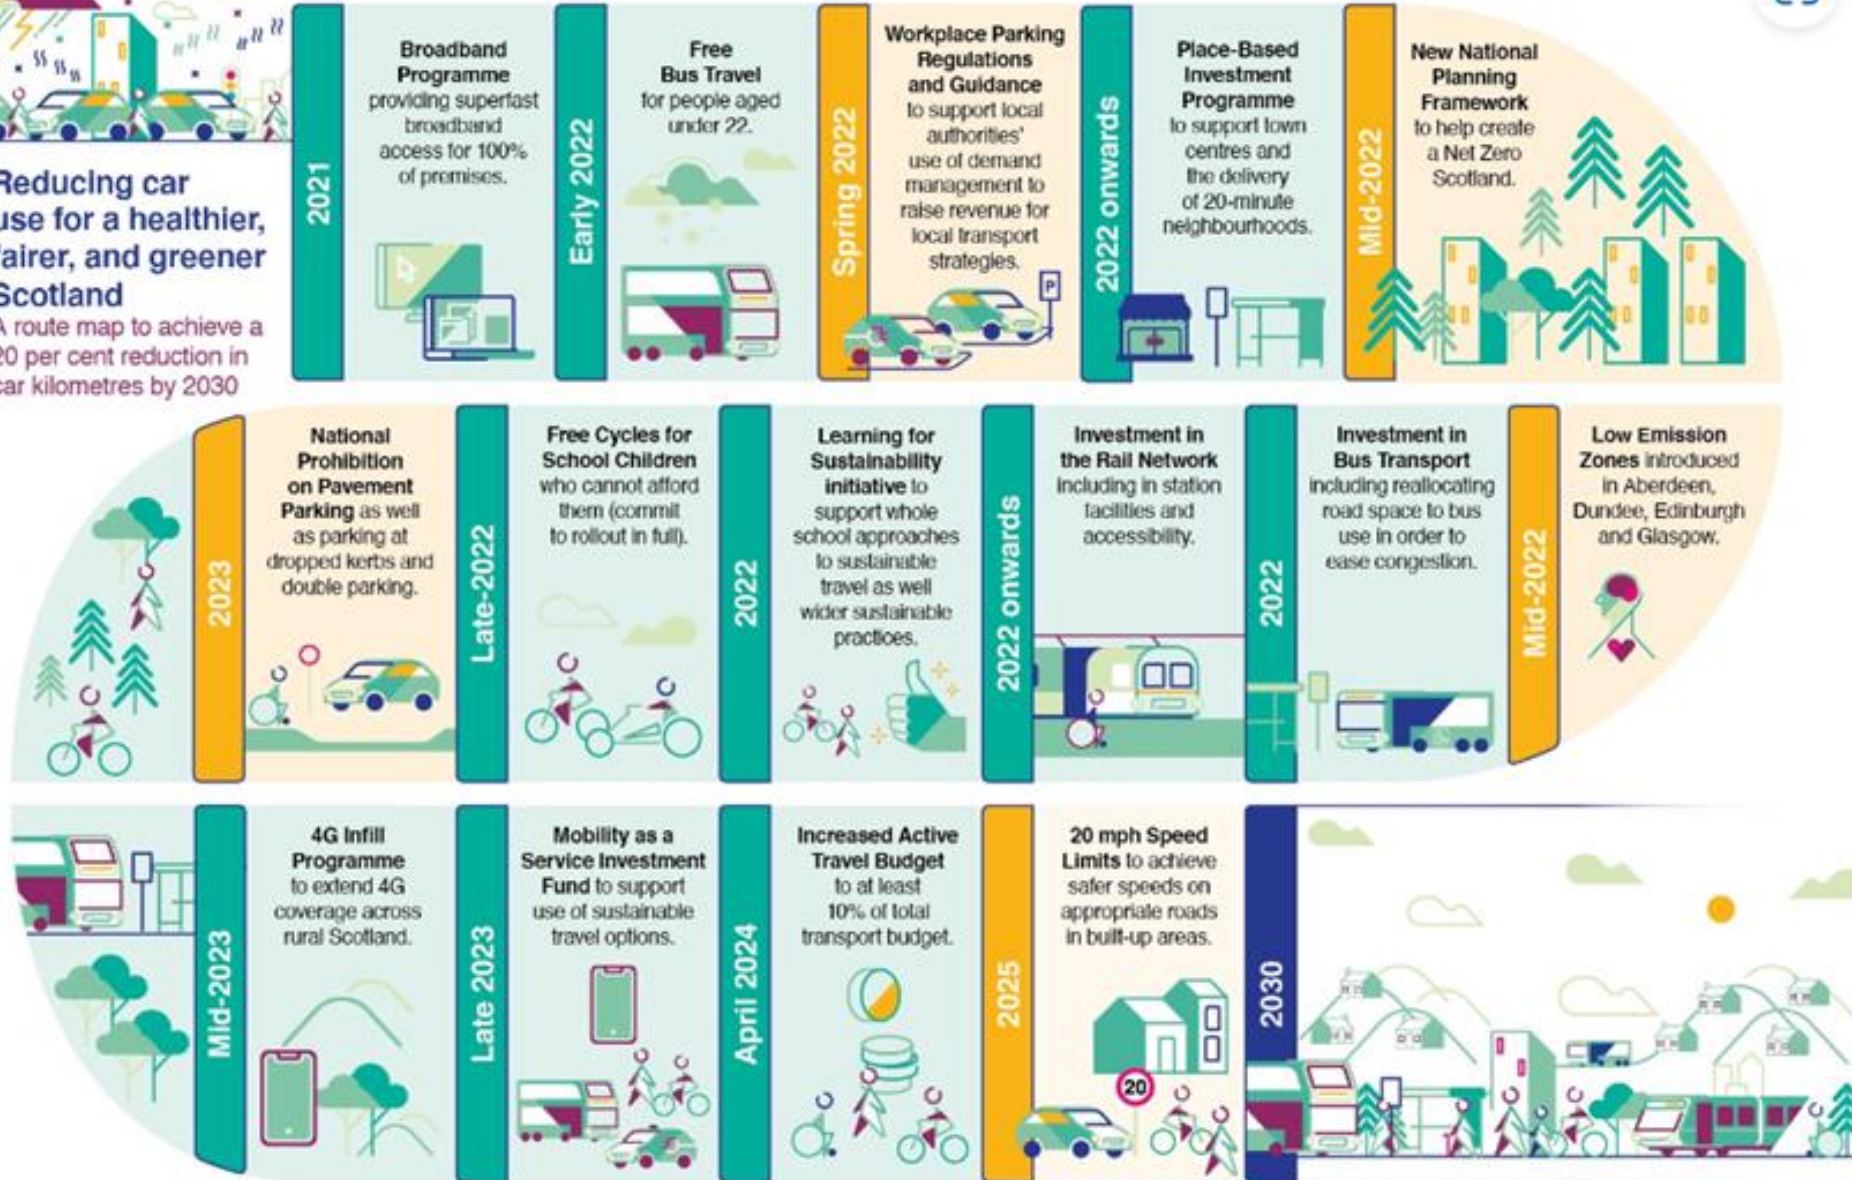 Reducing car
use for a healthier,
fairer, and greener
Scotland
A route map to achieve a
20 per cent reduction in
car kilometres by 2030
2021
Broadband
Programme
providing superfast
broadband
access for 100%
of premises.
Early 2022
Free
Bus Travel
for people aged
under 22.
Spring 2022
Workplace Parking
Regulations
and Guidance
to support local
authorities'
use of demand
management to
raise revenue for
local transport
strategies.
P
2022 onwards
Place-Based
Investment
Programme
to support town
centres and
the delivery
of 20-minute
neighbourhoods.
Mid-2022
New National
Planning
Framework
to help create
a Net Zero
Scotland.
Mid-2022
Low Emission
Zones introduced
in Aberdeen,
Dundee, Edinburgh
and Glasgow.
2022
Investment in
Bus Transport
including reallocating
road space to bus
use in order to
ease congestion.
2022 onwards
Investment in
the Rail Network
including in station
facilities and
accessibility.
2022
Learning for
Sustainability
initiative to
support whole
school approaches
to sustainable
travel as well
wider sustainable
practices.
Late-2022
Free Cycles for
School Children
who cannot afford
them (commit
to rollout in full).
2023
National
Prohibition
on Pavement
Parking as well
as parking at
dropped kerbs and
double parking.
Mid-2023
4G Infill
Programme
to extend 4G
coverage across
rural Scotland.
Late 2023
Mobility as a
Service Investment
Fund to support
use of sustainable
travel options.
April 2024
Increased Active
Travel Budget
to at least
10% of total
transport budget.
2025
20 mph Speed
Limits to achieve
safer speeds on
appropriate roads
in built-up areas.
20
2030